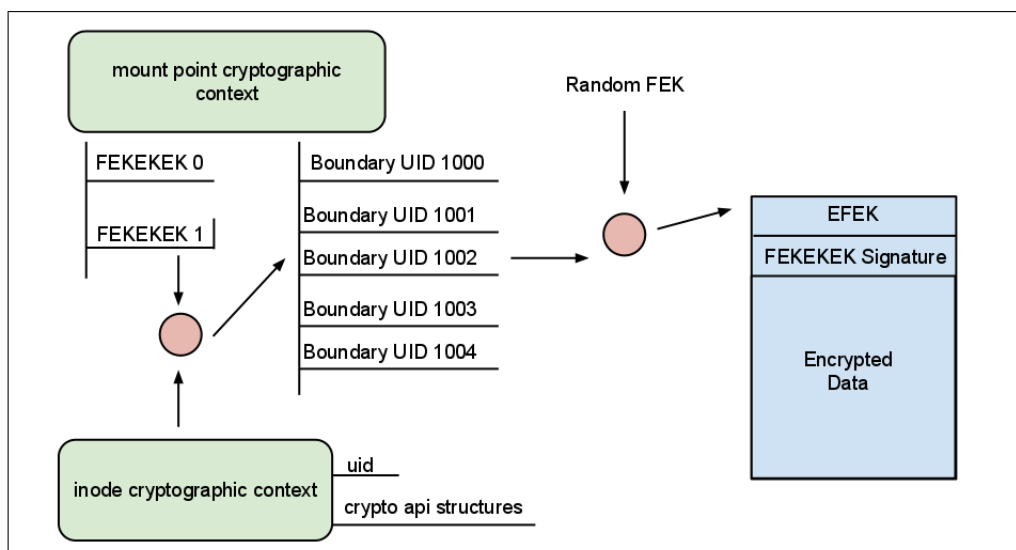 mount point cryptographic
context
Random FEK
FEKEKEK 0
FEKEKEK 1
Boundary UID 1000
Boundary UID 1001
Boundary UID 1002
Boundary UID 1003
Boundary UID 1004
EFEK
FEKEKEK Signature
Encrypted
Data
inode cryptographic context
uid
crypto api structures